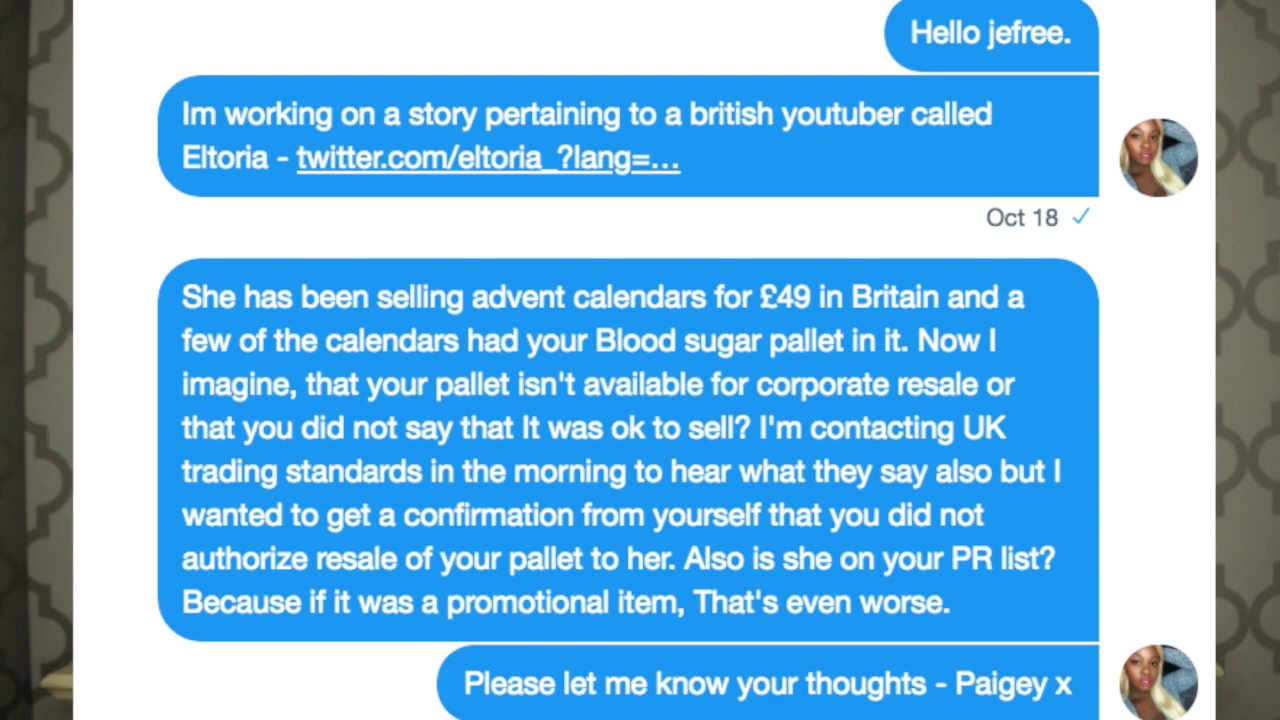 Hello jefree.
Im working on a story pertaining to a british youtuber called
Eltoria - twitter.com/eltoria_?lang=...
Oct 18
She has been selling advent calendars for £49 in Britain and a
few of the calendars had your Blood sugar pallet in it. Now I
imagine, that your pallet isn't available for corporate resale or
that you did not say that It was ok to sell? I'm contacting UK
trading standards in the morning to hear what they say also but I
wanted to get a confirmation from yourself that you did not
authorize resale of your pallet to her. Also is she on your PR list?
Because if it was a promotional item, That's even worse.
Please let me know your thoughts - Paigey x